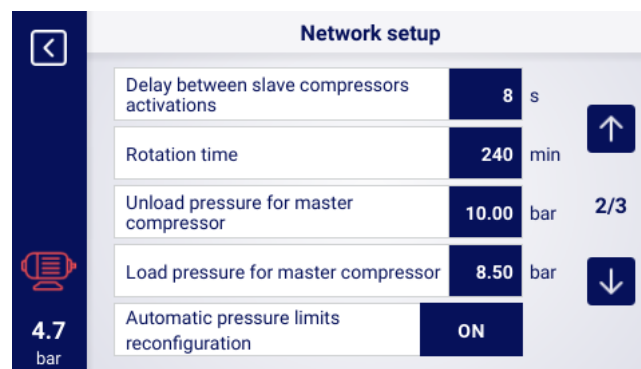 Network setup
Delay between slave compressors
activations
8 s
Rotation time
240 min
Unload pressure for master
compressor
10.00 bar
2/3
Load pressure for master compressor
8.50 bar
Automatic pressure limits
reconfiguration
ON
4.7
bar